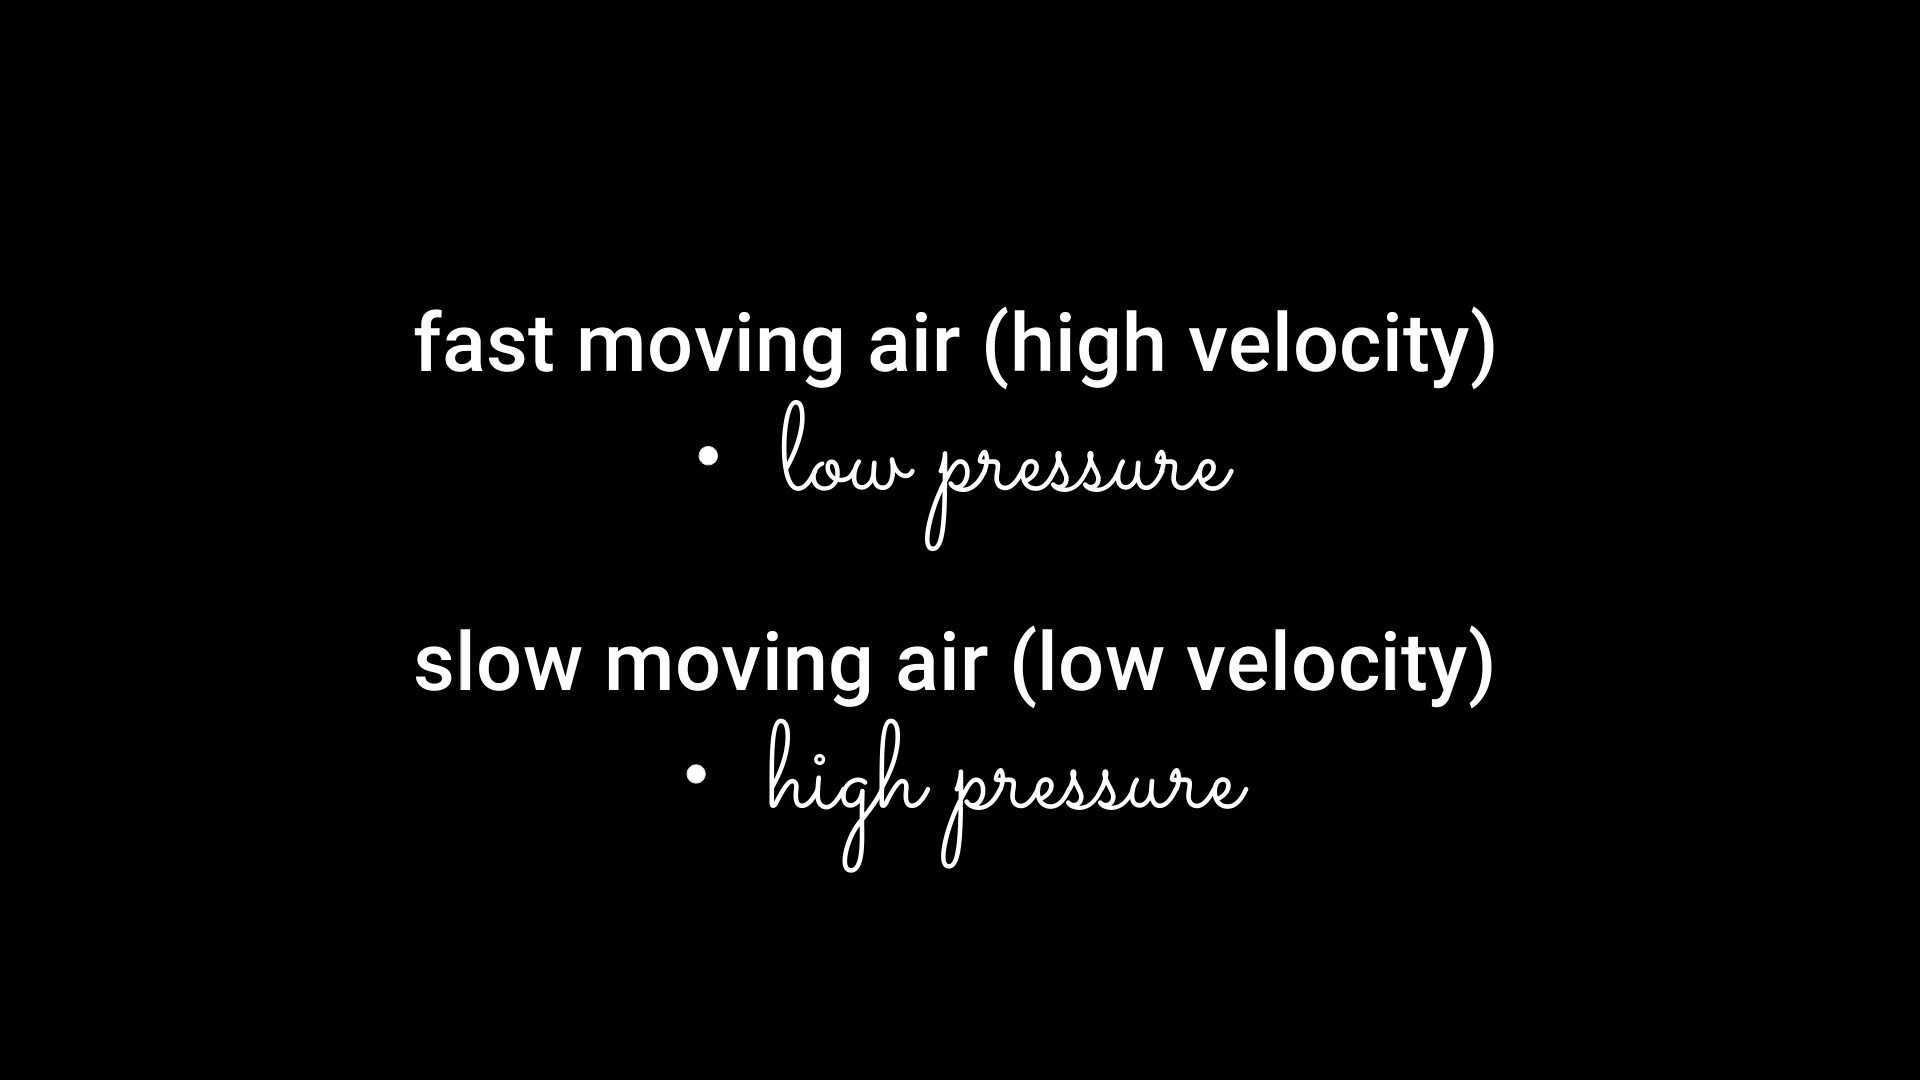 fast moving air (high velocity)
• low pressure
slow moving air (low velocity)
• high pressure